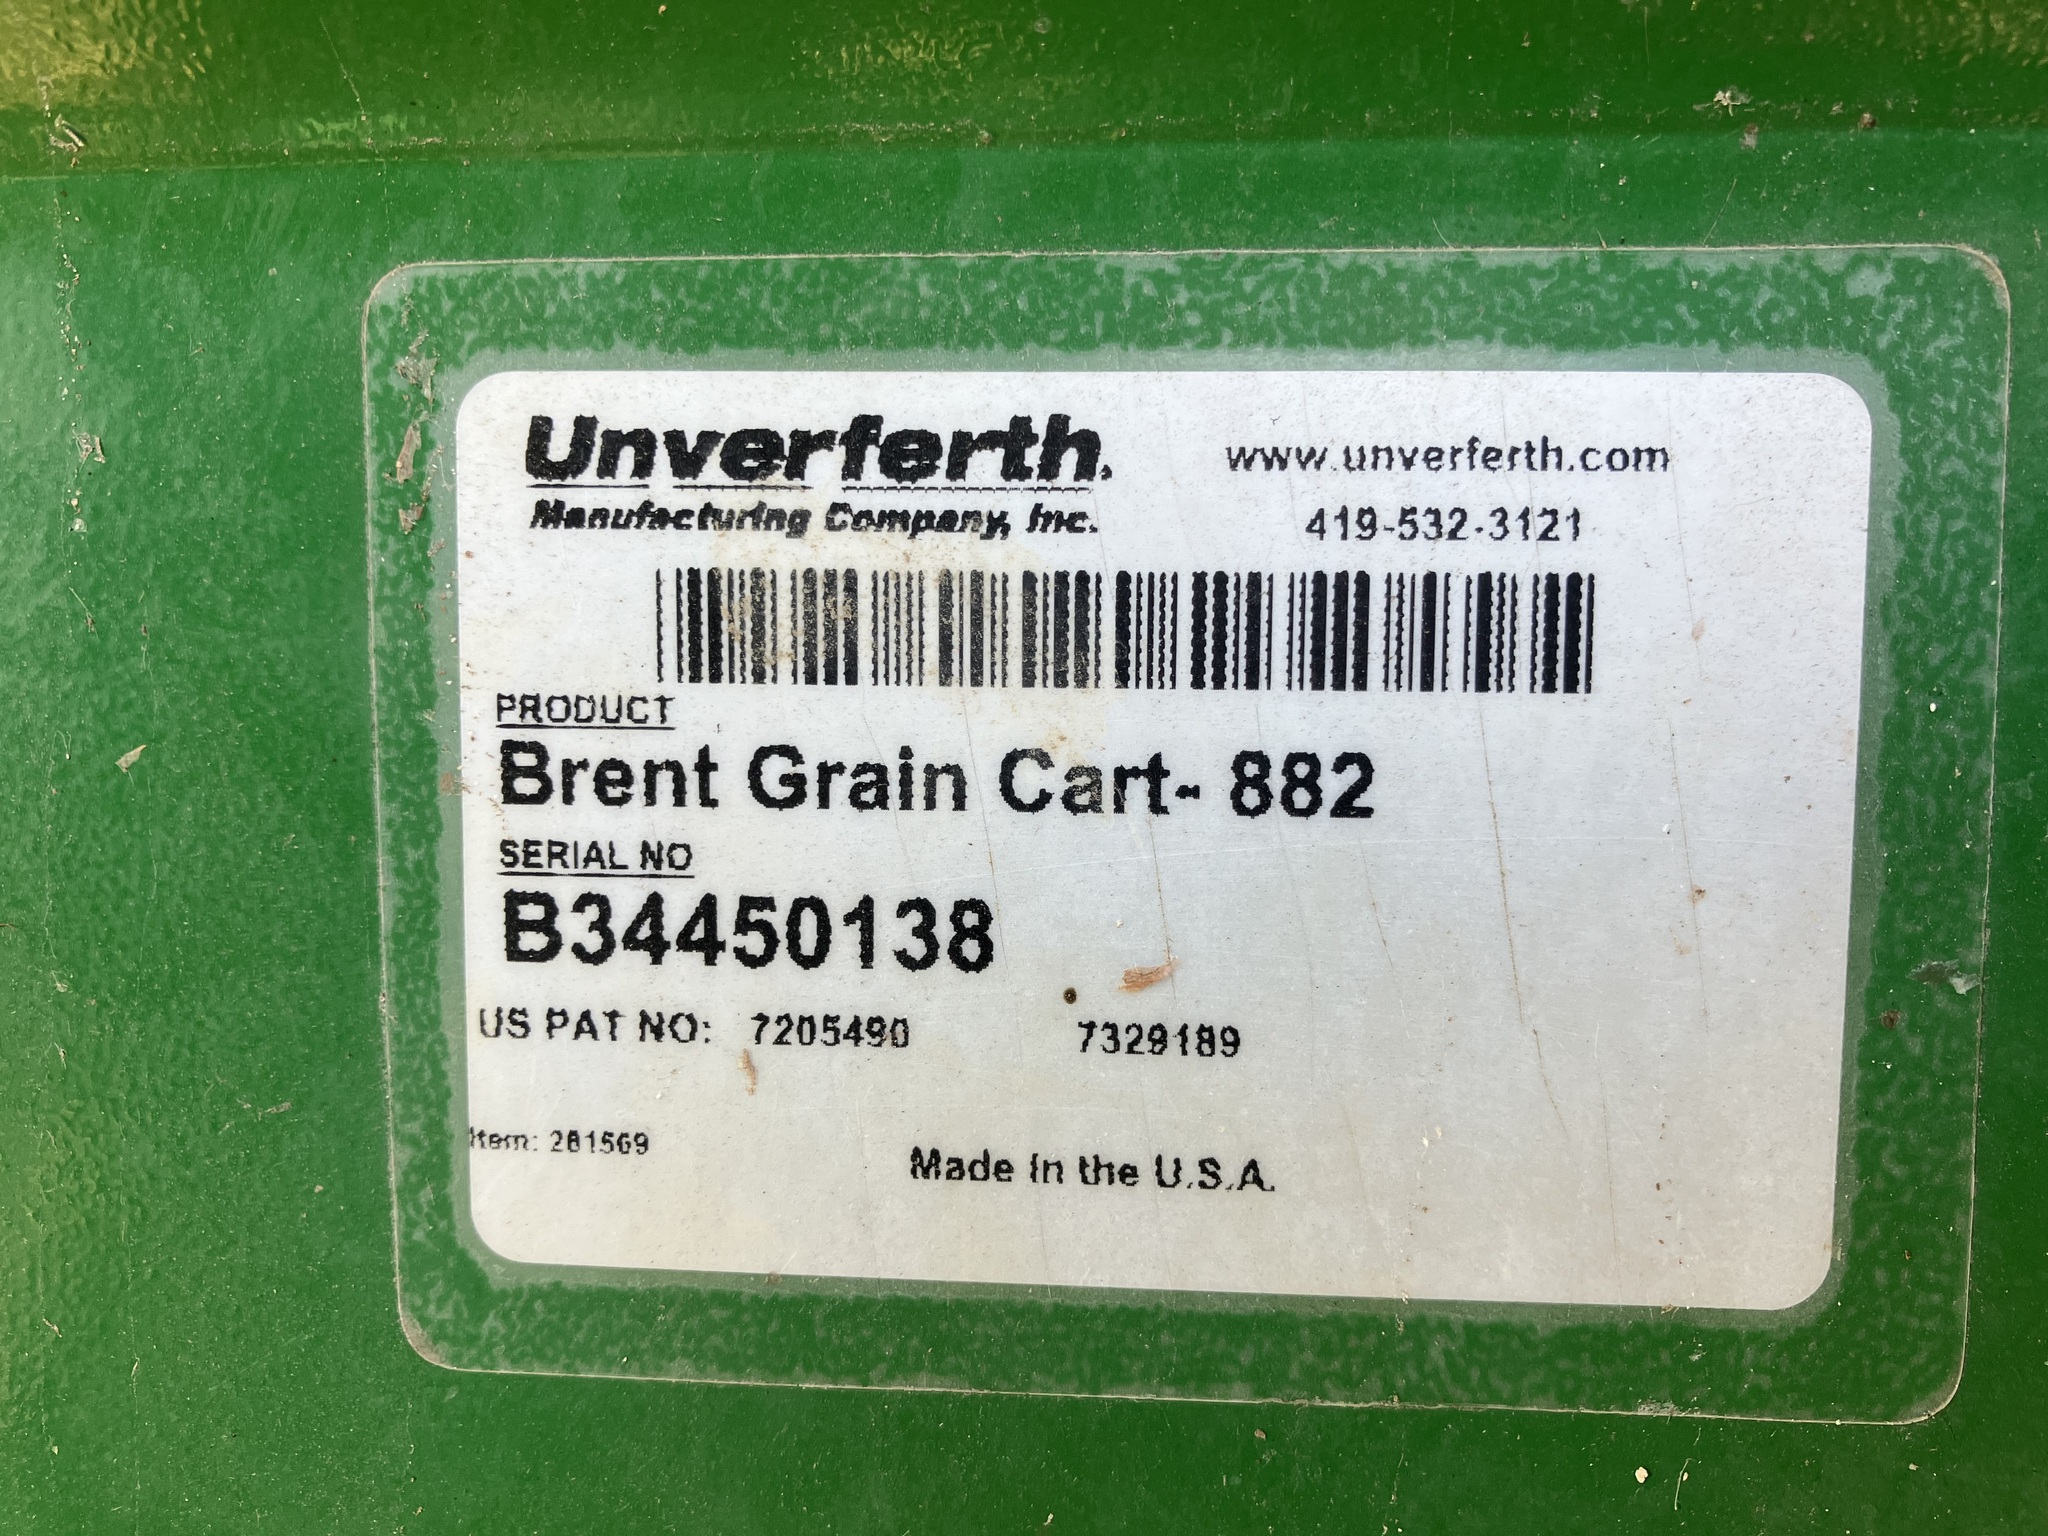 Unverferth
Manufacturing Company, Inc.
www.unverferth.com
419-532-3121
PRODUCT
Brent Grain Cart- 882
SERIAL NO
B34450138
US PAT NO: 7205490 7329189
Item: 281569
Made in the U.S.A.